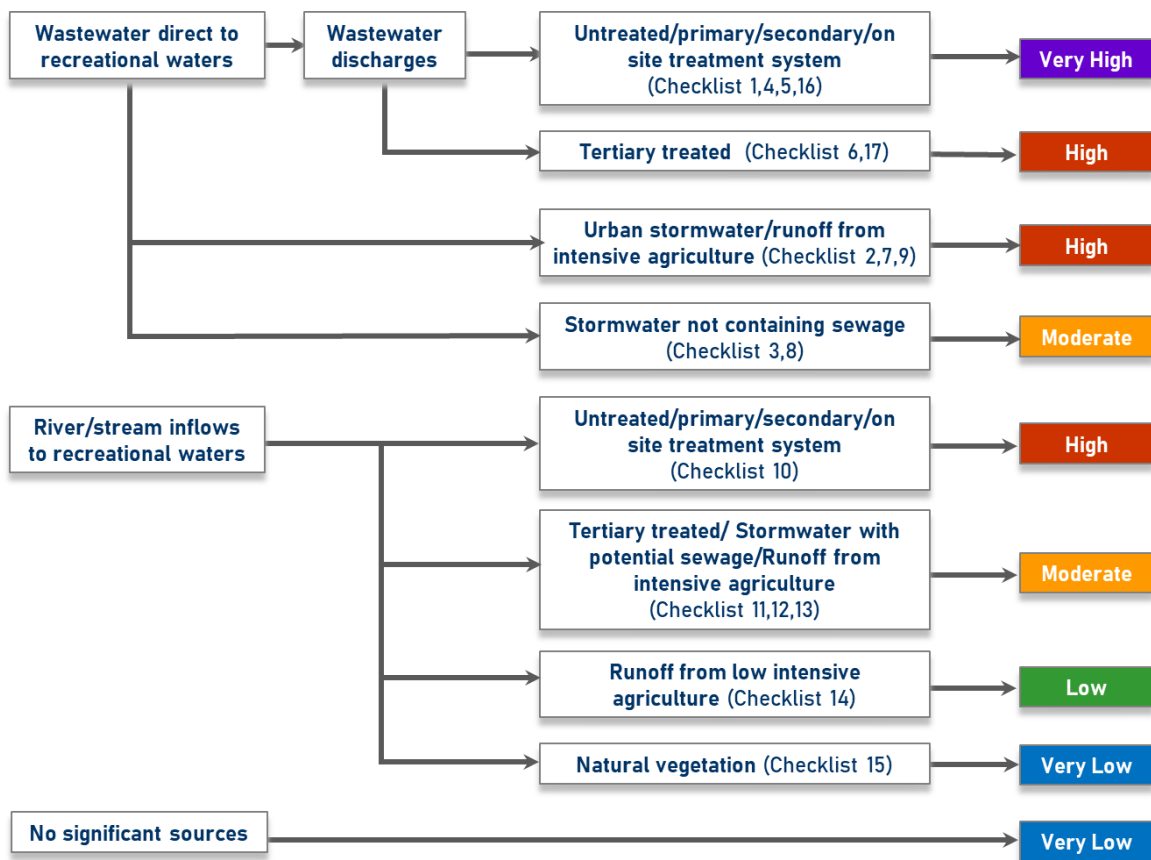 Wastewater direct to
recreational waters
Wastewater
discharges
Untreated/primary/secondary/on
site treatment system
(Checklist 1,4,5,16)
Very High
Tertiary treated (Checklist 6,17)
High
Urban stormwater/runoff from
intensive agriculture (Checklist 2,7,9)
High
Stormwater not containing sewage
(Checklist 3,8)
Moderate
River/stream inflows
to recreational waters
Untreated/primary/secondary/on
site treatment system
(Checklist 10)
High
Tertiary treated/ Stormwater with
potential sewage/Runoff from
intensive agriculture
(Checklist 11,12,13)
Moderate
Runoff from low intensive
agriculture (Checklist 14)
Low
Natural vegetation (Checklist 15)
Very Low
No significant sources
Very Low